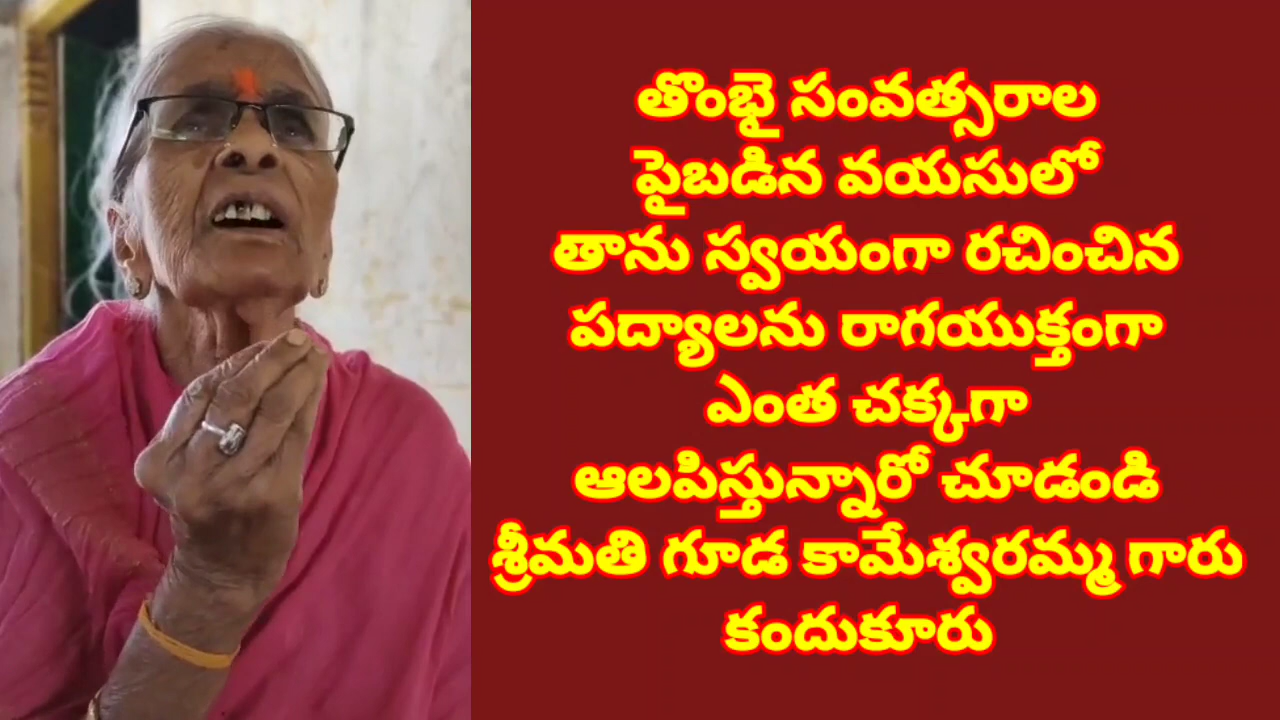 తొంభై సంవత్సరాల
పైబడిన వయసులో
తాను స్వయంగా రచించిన
పద్యాలను రాగయుక్తంగా
ఎంత చక్కగా
ఆలపిస్తున్నారో చూడండి
శ్రీమతి గూడ కామేశ్వరమ్మ గారు
కందుకూరు